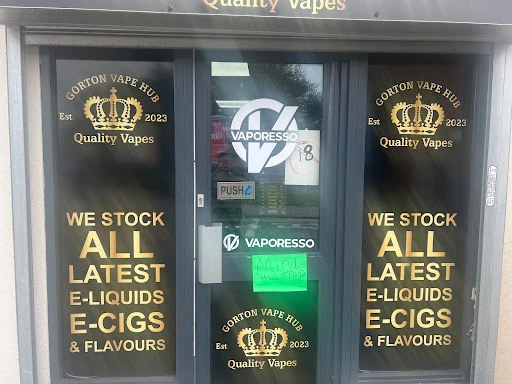 Quality Vapes
GORTON VAPE HUB
Est 2023
Quality Vapes
WE STOCK
ALL
LATEST
E-LIQUIDS
E-CIGS
& FLAVOURS
VAPORESSO
18
PUSH
VAPORESSO
GORTON VAPE HUB
Est 2023
Quality Vapes
GORTON VAPE HUB
Est 2023
Quality Vapes
WE STOCK
ALL
LATEST
E-LIQUIDS
E-CIGS
& FLAVOURS